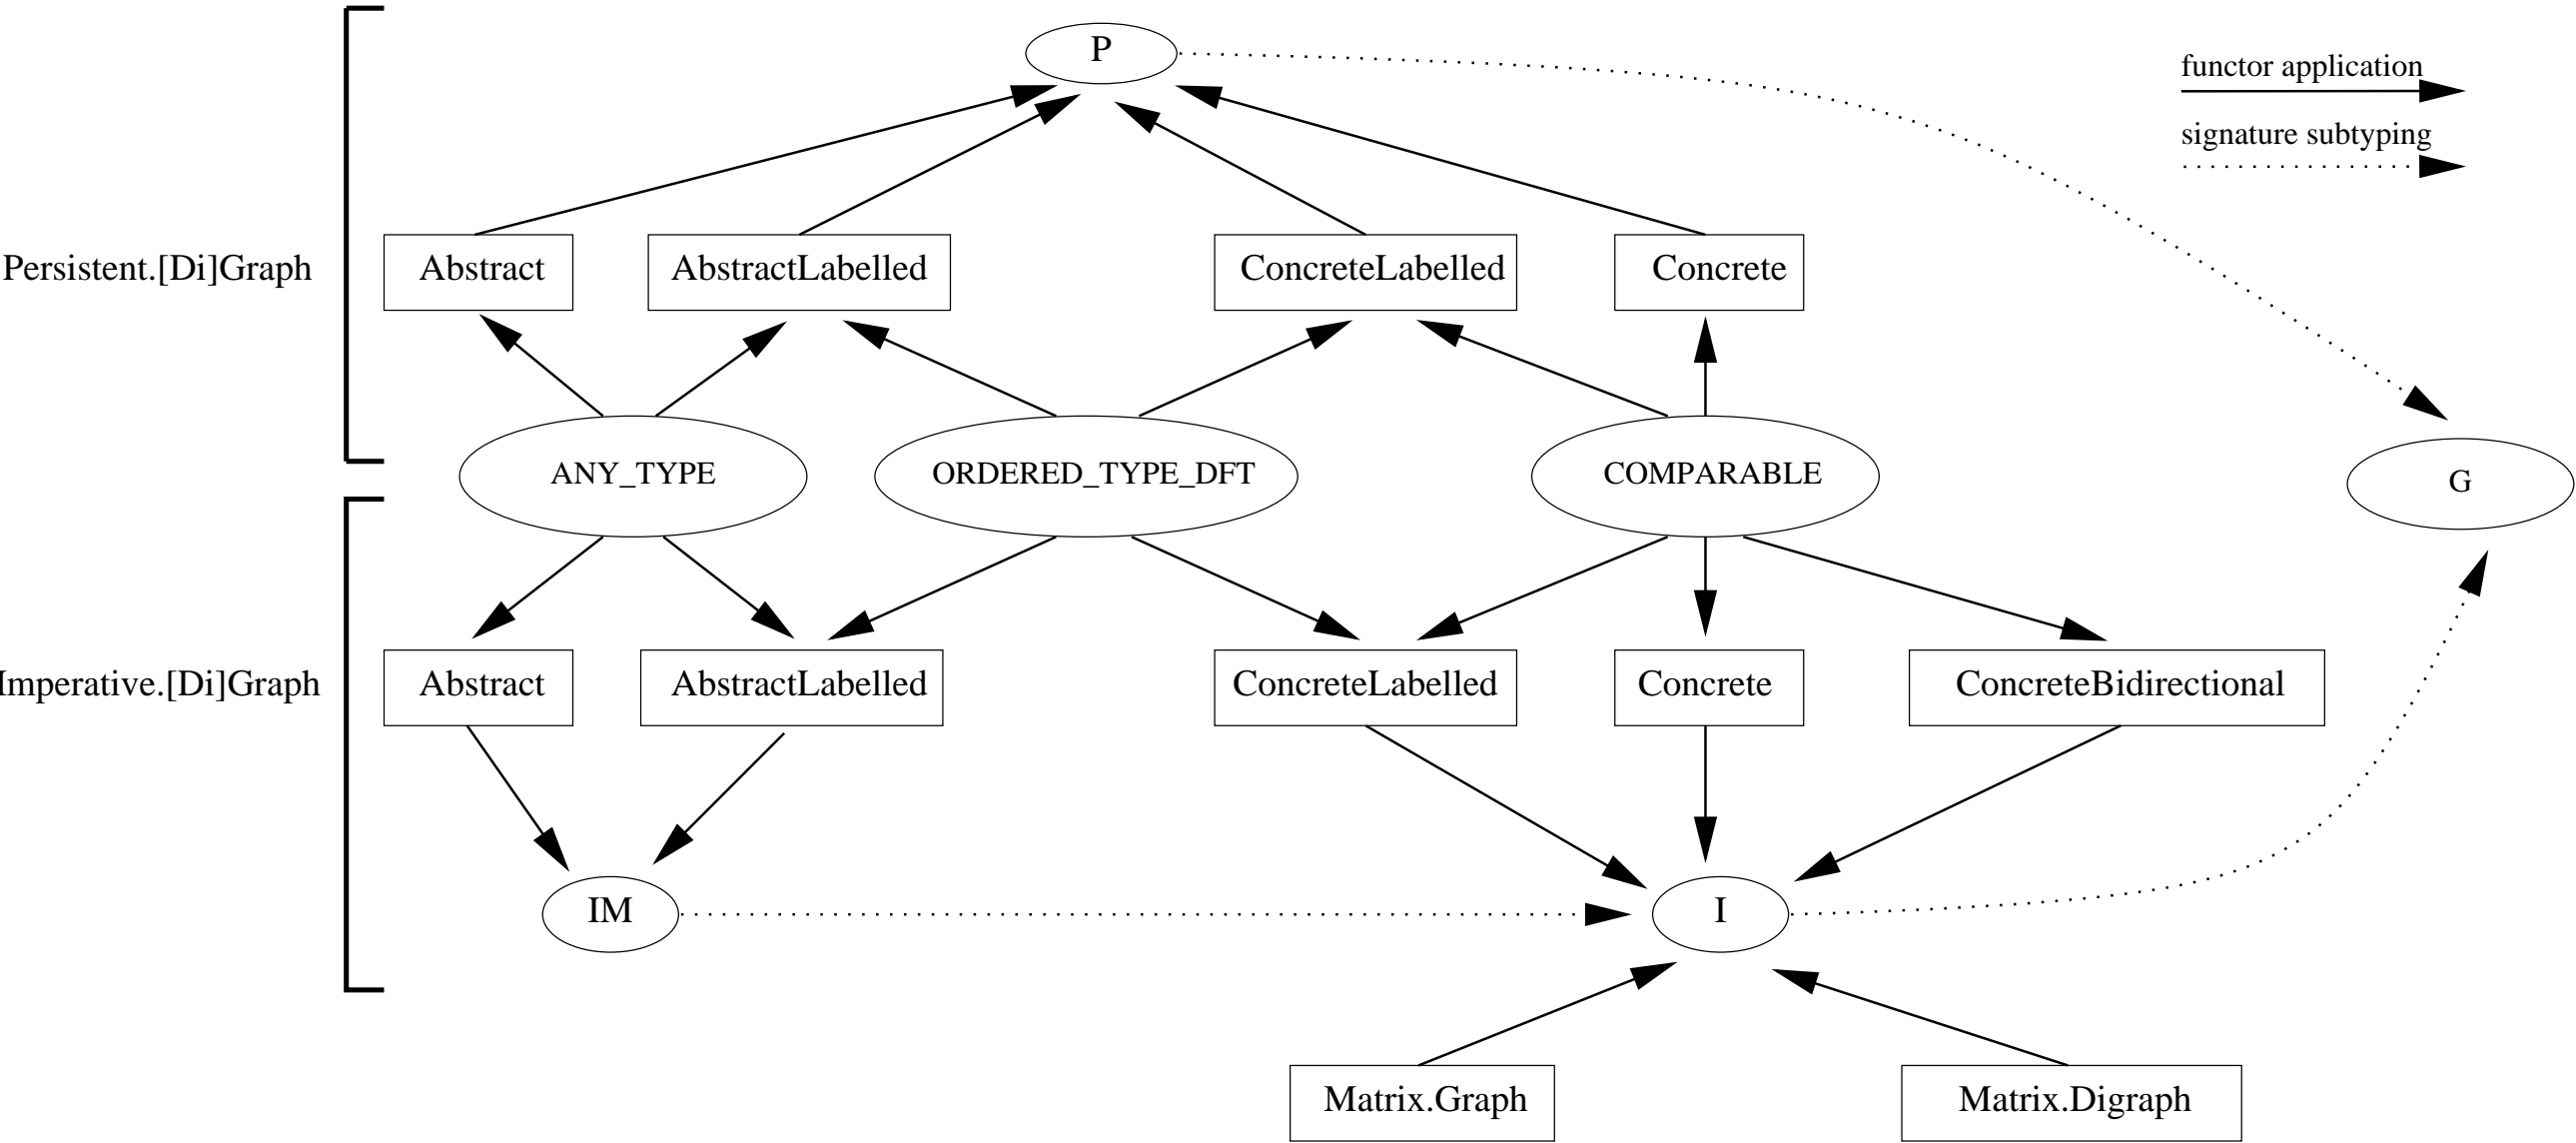 P
functor application
signature subtyping
Persistent.[Di]Graph
Abstract
AbstractLabelled
ConcreteLabelled
Concrete
ANY_TYPE
ORDERED_TYPE_DFT
COMPARABLE
G
Imperative.[Di]Graph
Abstract
AbstractLabelled
ConcreteLabelled
Concrete
ConcreteBidirectional
IM
I
Matrix.Graph
Matrix.Digraph